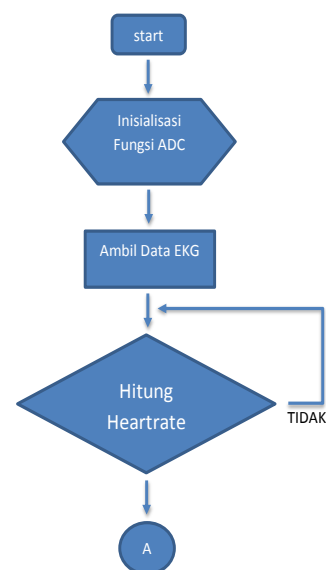 start
Inisialisasi
Fungsi ADC
Ambil Data EKG
Hitung
Heartrate
TIDAK
A